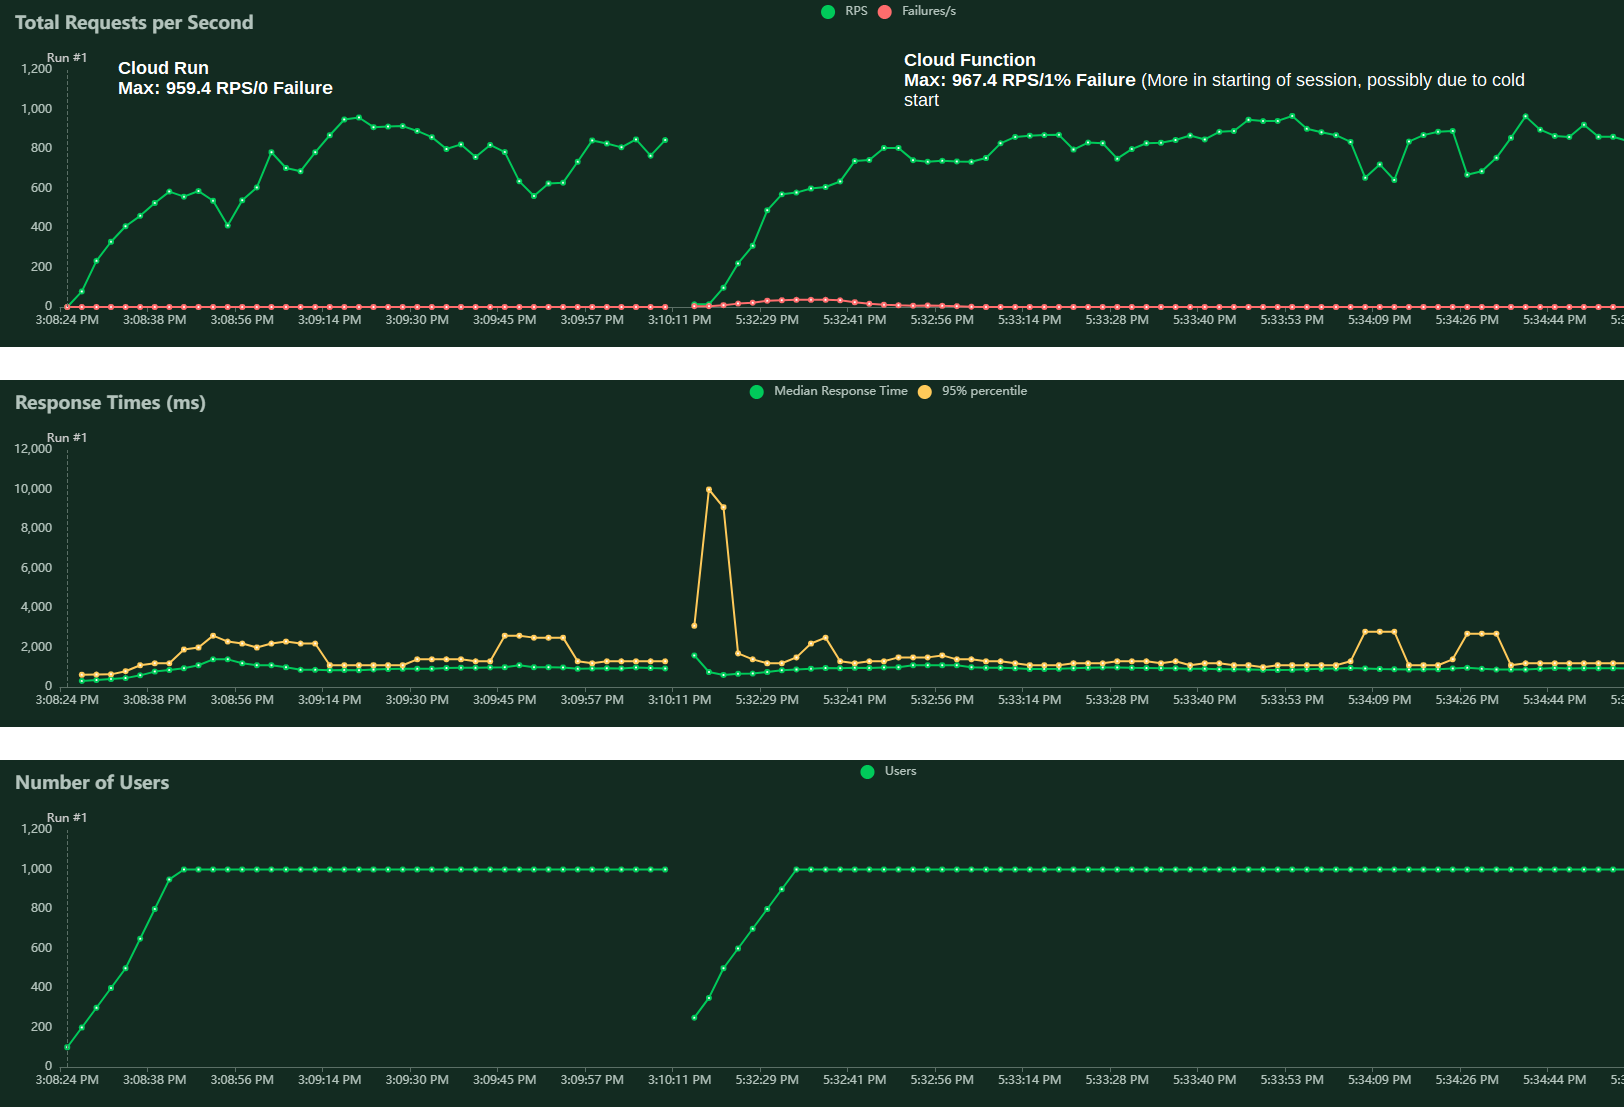 Total Requests per Second
RPS
Failures/s
Run #1
Cloud Run
Max: 959.4 RPS/0 Failure
Cloud Function
Max: 967.4 RPS/1% Failure (More in starting of session, possibly due to cold
start
1,200
1,000
800
600
400
200
0
3:08:24 PM 3:08:38 PM 3:08:56 PM 3:09:14 PM 3:09:30 PM 3:09:45 PM 3:09:57 PM 3:10:11 PM 5:32:29 PM 5:32:41 PM 5:32:56 PM 5:33:14 PM 5:33:28 PM 5:33:40 PM 5:33:53 PM 5:34:09 PM 5:34:26 PM 5:34:44 PM 5:3
Response Times (ms)
Median Response Time
95% percentile
Run #1
12,000
10,000
8,000
6,000
4,000
2,000
0
3:08:24 PM 3:08:38 PM 3:08:56 PM 3:09:14 PM 3:09:30 PM 3:09:45 PM 3:09:57 PM 3:10:11 PM 5:32:29 PM 5:32:41 PM 5:32:56 PM 5:33:14 PM 5:33:28 PM 5:33:40 PM 5:33:53 PM 5:34:09 PM 5:34:26 PM 5:34:44 PM 5:3
Number of Users
Users
Run #1
1,200
1,000
800
600
400
200
0
3:08:24 PM 3:08:38 PM 3:08:56 PM 3:09:14 PM 3:09:30 PM 3:09:45 PM 3:09:57 PM 3:10:11 PM 5:32:29 PM 5:32:41 PM 5:32:56 PM 5:33:14 PM 5:33:28 PM 5:33:40 PM 5:33:53 PM 5:34:09 PM 5:34:26 PM 5:34:44 PM 5:3